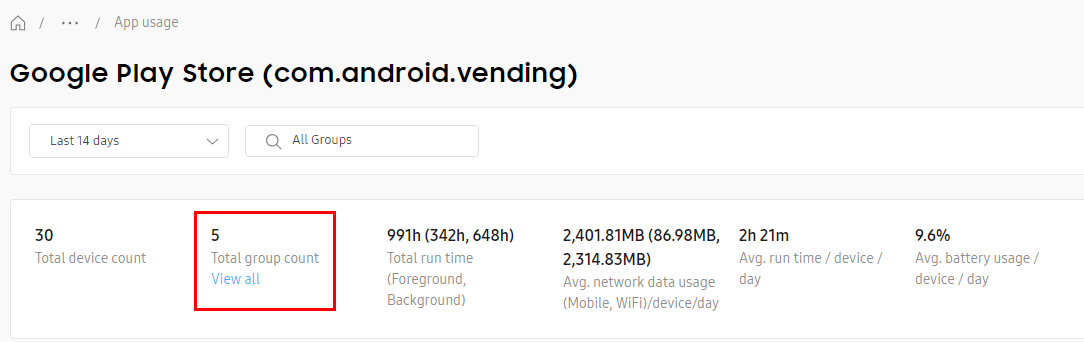 / ... / App usage
Google Play Store (com.android.vending)
Last 14 days
All Groups
30
Total device count
5
Total group count
View all
991h (342h, 648h)
Total run time
(Foreground,
Background)
2,401.81MB (86.98MB,
2,314.83MB)
Avg. network data usage
(Mobile, WiFi)/device/day
2h 21m
Avg. run time / device /
day
9.6%
Avg. battery usage /
device / day